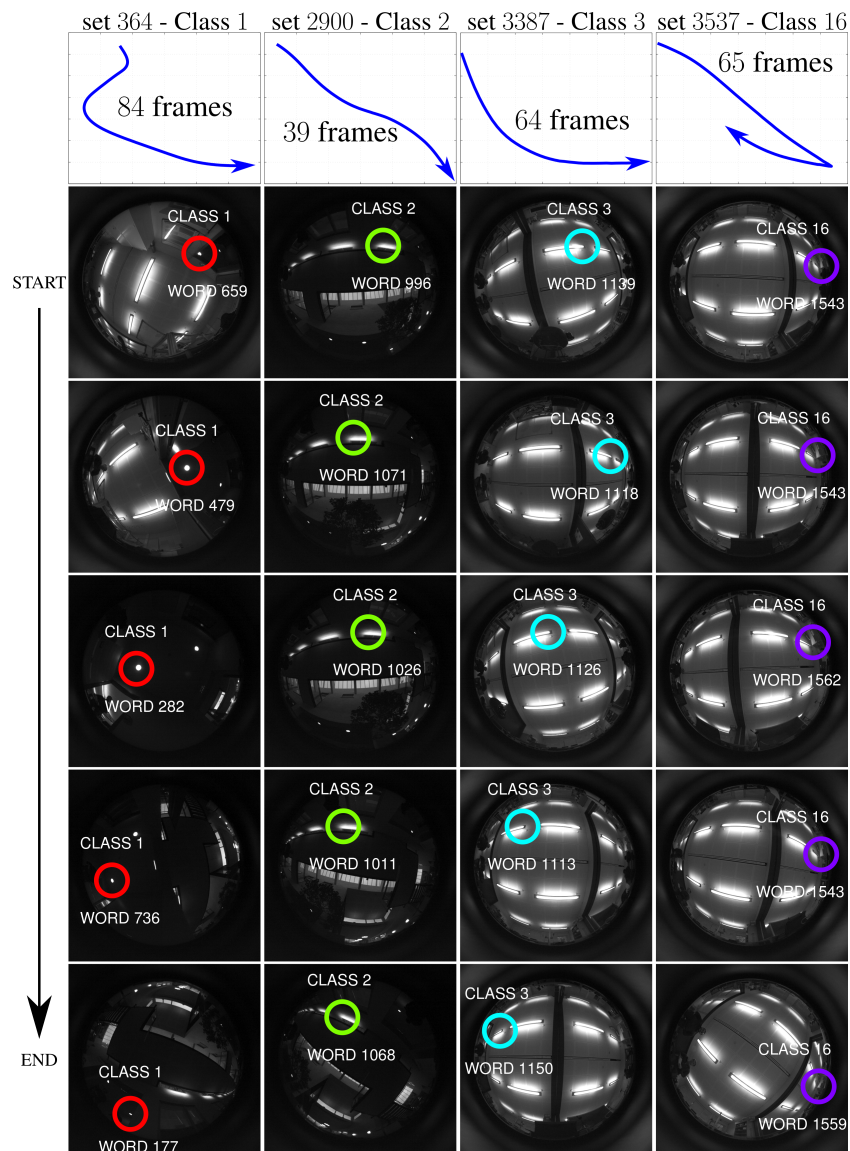 set 364 - Class 1 set 2900 - Class 2 set 3387 - Class 3 set 3537 - Class 16
84 frames
39 frames
64 frames
65 frames
START
CLASS 1
WORD 659
CLASS 2
WORD 996
CLASS 3
WORD 1139
CLASS 16
WORD 1543
CLASS 1
WORD 479
CLASS 2
WORD 1071
CLASS 3
WORD 1118
CLASS 16
WORD 1543
CLASS 1
WORD 282
CLASS 2
WORD 1026
CLASS 3
WORD 1126
CLASS 16
WORD 1562
CLASS 1
WORD 736
CLASS 2
WORD 1011
CLASS 3
WORD 1113
CLASS 16
WORD 1543
END
CLASS 1
WORD 177
CLASS 2
WORD 1068
CLASS 3
WORD 1150
CLASS 16
WORD 1559